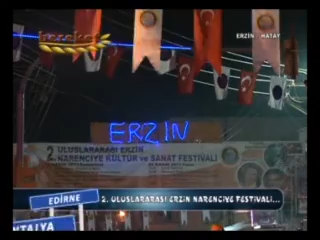 bereket
ERZİN HATAY
ERZİN
2. ULUSLARARASI ERZİN
NARENCİYE KÜLTÜR ve SANAT FESTİVALİ
EDİRNE
ANTALYA
2. ULUSLARARASI ERZİN NARENCİYE FESTİVALİ...